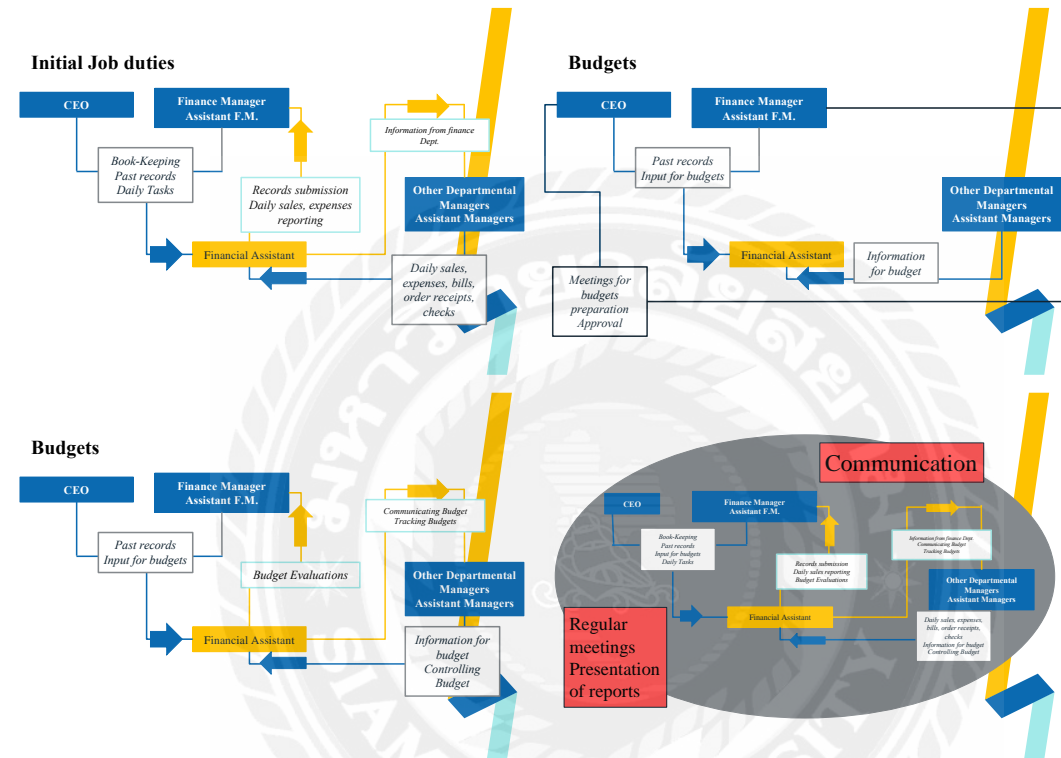 Initial Job duties
CEO
Finance Manager
Assistant F.M.
Information from finance
Dept.
Book-Keeping
Past records
Daily Tasks
Records submission
Daily sales, expenses
reporting
Other Departmental
Managers
Assistant Managers
Financial Assistant
Daily sales,
expenses, bills,
order receipts,
checks
Budgets
CEO
Finance Manager
Assistant F.M.
Past records
Input for budgets
Other Departmental
Managers
Assistant Managers
Financial Assistant
Information
for budget
Meetings for
budgets
preparation
Approval
Budgets
CEO
Finance Manager
Assistant F.M.
Communicating Budget
Tracking Budgets
Past records
Input for budgets
Budget Evaluations
Other Departmental
Managers
Assistant Managers
Financial Assistant
Information for
budget
Controlling
Budget
Communication
CEO
Finance Manager
Assistant F.M.
Book-Keeping
Past records
Input for budgets
Daily Tasks
Information from finance Dept.
Communicating Budget
Tracking Budgets
Records submission
Daily sales reporting
Budget Evaluations
Other Departmental
Managers
Assistant Managers
Financial Assistant
Daily sales, expenses,
bills, order receipts,
checks
Information for budget
Controlling Budget
Regular
meetings
Presentation
of reports